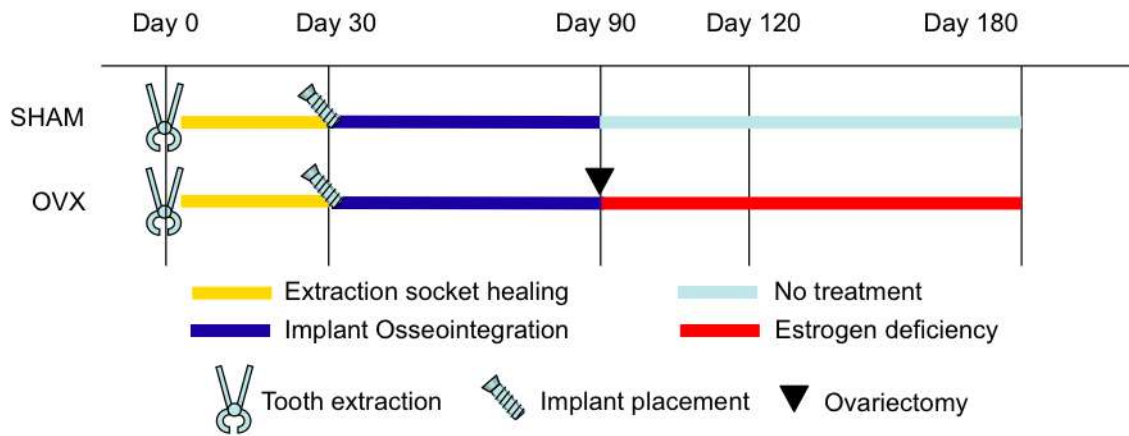 Day 0 Day 30 Day 90 Day 120 Day 180
SHAM
OVX
Extraction socket healing No treatment
Implant Osseointegration Estrogen deficiency
Tooth extraction Implant placement Ovariectomy